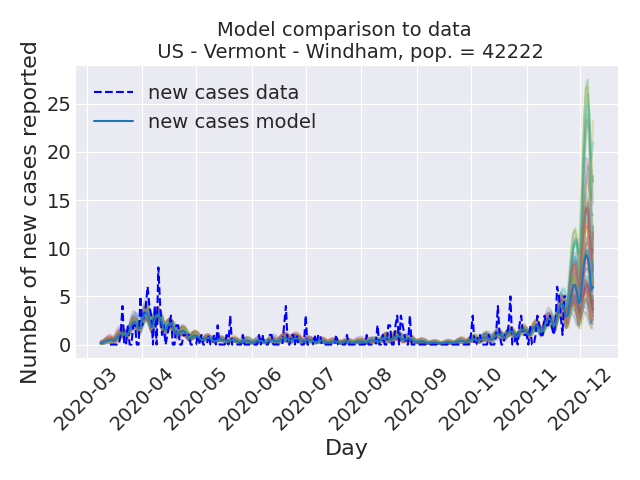 Model comparison to data
US - Vermont - Windham, pop. = 42222
new cases data
new cases model
Number of new cases reported
25
20
15
10
5
0
2020-03
2020-04
2020-05
2020-06
2020-07
2020-08
2020-09
2020-10
2020-11
2020-12
Day